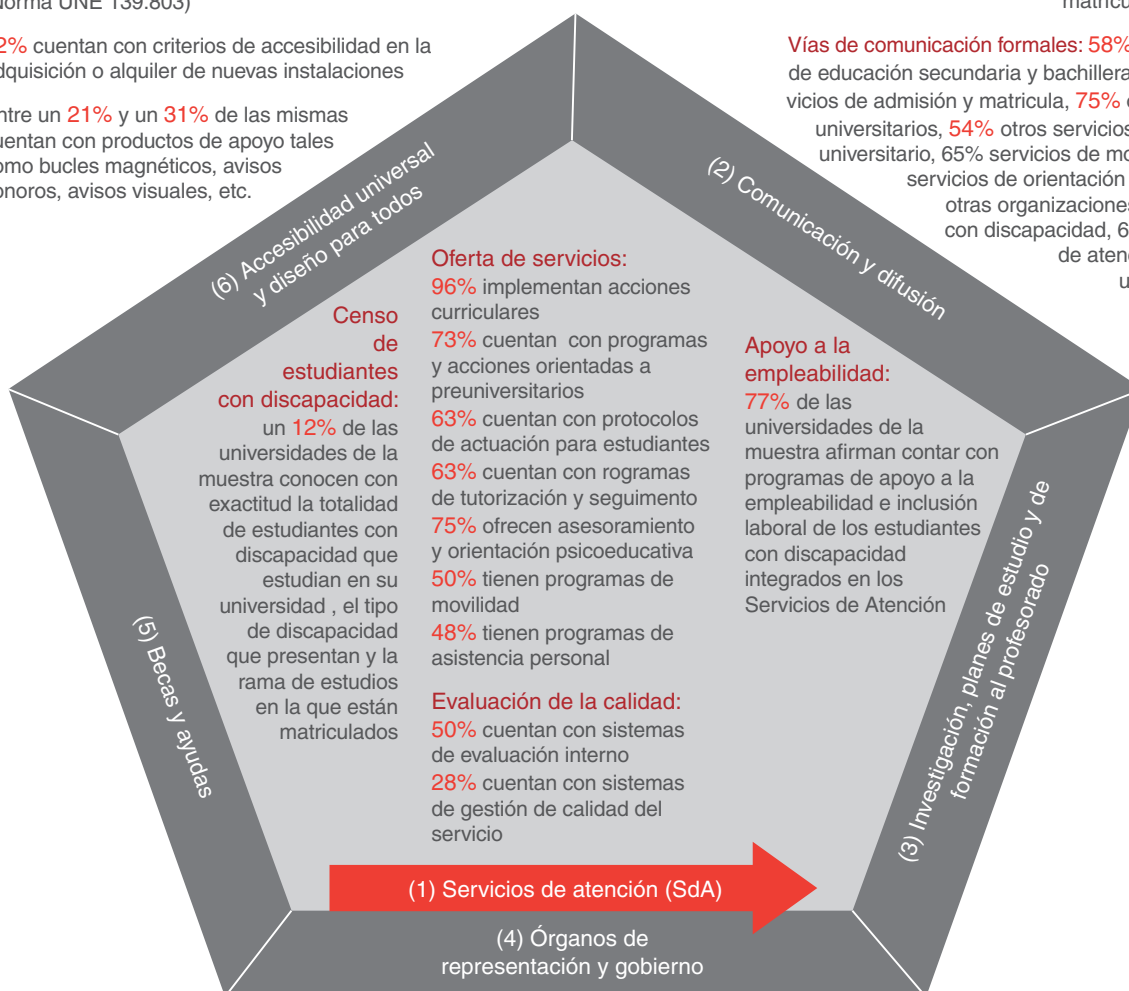 Norma UNE 139.803)
2% cuentan con criterios de accesibilidad en la
adquisición o alquiler de nuevas instalaciones
entre un 21% y un 31% de las mismas
cuentan con productos de apoyo tales
como bucles magnéticos, avisos
sonoros, avisos visuales, etc.
Vías de comunicación formales: 58%
de educación secundaria y
vicios de admisión y matricula, 75%
universitarios, 54% otros servicios
universitario, 65% servicios de
servicios de orientación
otras organizaciones
con discapacidad,
de
(6) Accesibilidad universal
y diseño para todos
(2) Comunicación y difusión
Censo
de
estudiantes
con discapacidad:
un 12% de las
universidades de la
muestra conocen con
exactitud la totalidad
de estudiantes con
discapacidad que
estudian en su
universidad , el tipo
de discapacidad
que presentan y la
rama de estudios
en la que están
matriculados
Oferta de servicios:
96% implementan acciones
curriculares
73% cuentan con programas
y acciones orientadas a
preuniversitarios
63% cuentan con protocolos
de actuación para estudiantes
63% cuentan con rogramas
de tutorización y seguimento
75% ofrecen asesoramiento
y orientación psicoeducativa
50% tienen programas de
movilidad
48% tienen programas de
asistencia personal
Evaluación de la calidad:
50% cuentan con sistemas
de evaluación interno
28% cuentan con sistemas
de gestión de calidad del
servicio
Apoyo a la
empleabilidad:
77% de las
universidades de la
muestra afirman contar con
programas de apoyo a la
empleabilidad e inclusión
laboral de los estudiantes
con discapacidad
integrados en los
Servicios de Atención
(5) Becas y ayudas
(3) Investigación, planes de estudio y de
formación al profesorado
(1) Servicios de atención (SdA)
(4) Órganos de
representación y gobierno